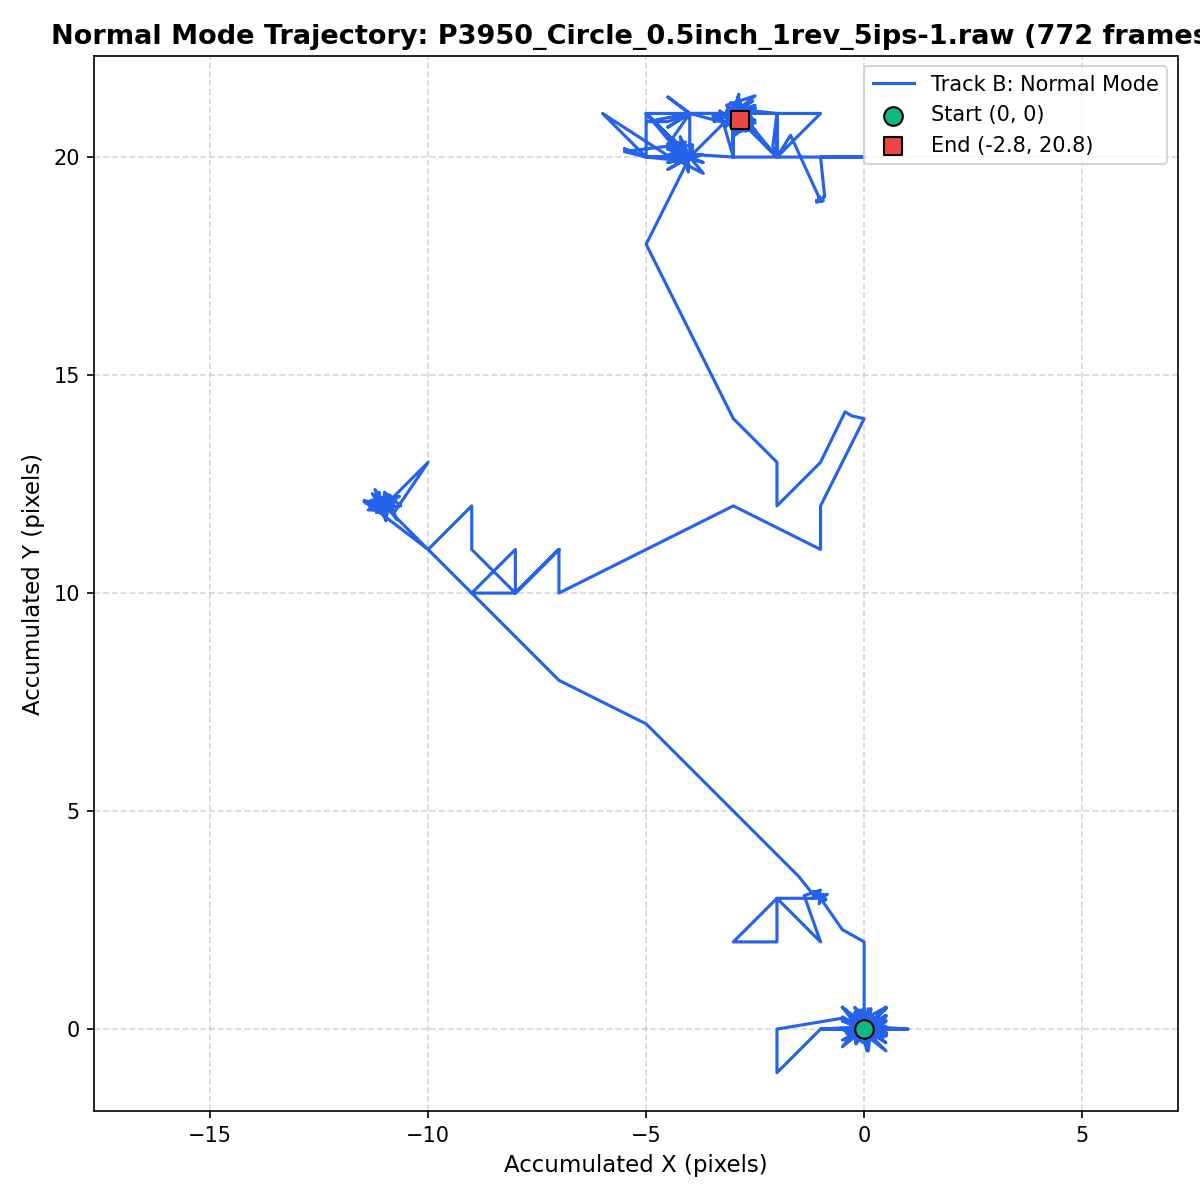 Normal Mode Trajectory: P3950_Circle_0.5inch_1rev_5ips-1.raw (772 frames
Track B: Normal Mode
Start (0, 0)
End (-2.8, 20.8)
20
15
10
5
0
Accumulated Y (pixels)
−15 −10 −5 0 5
Accumulated X (pixels)